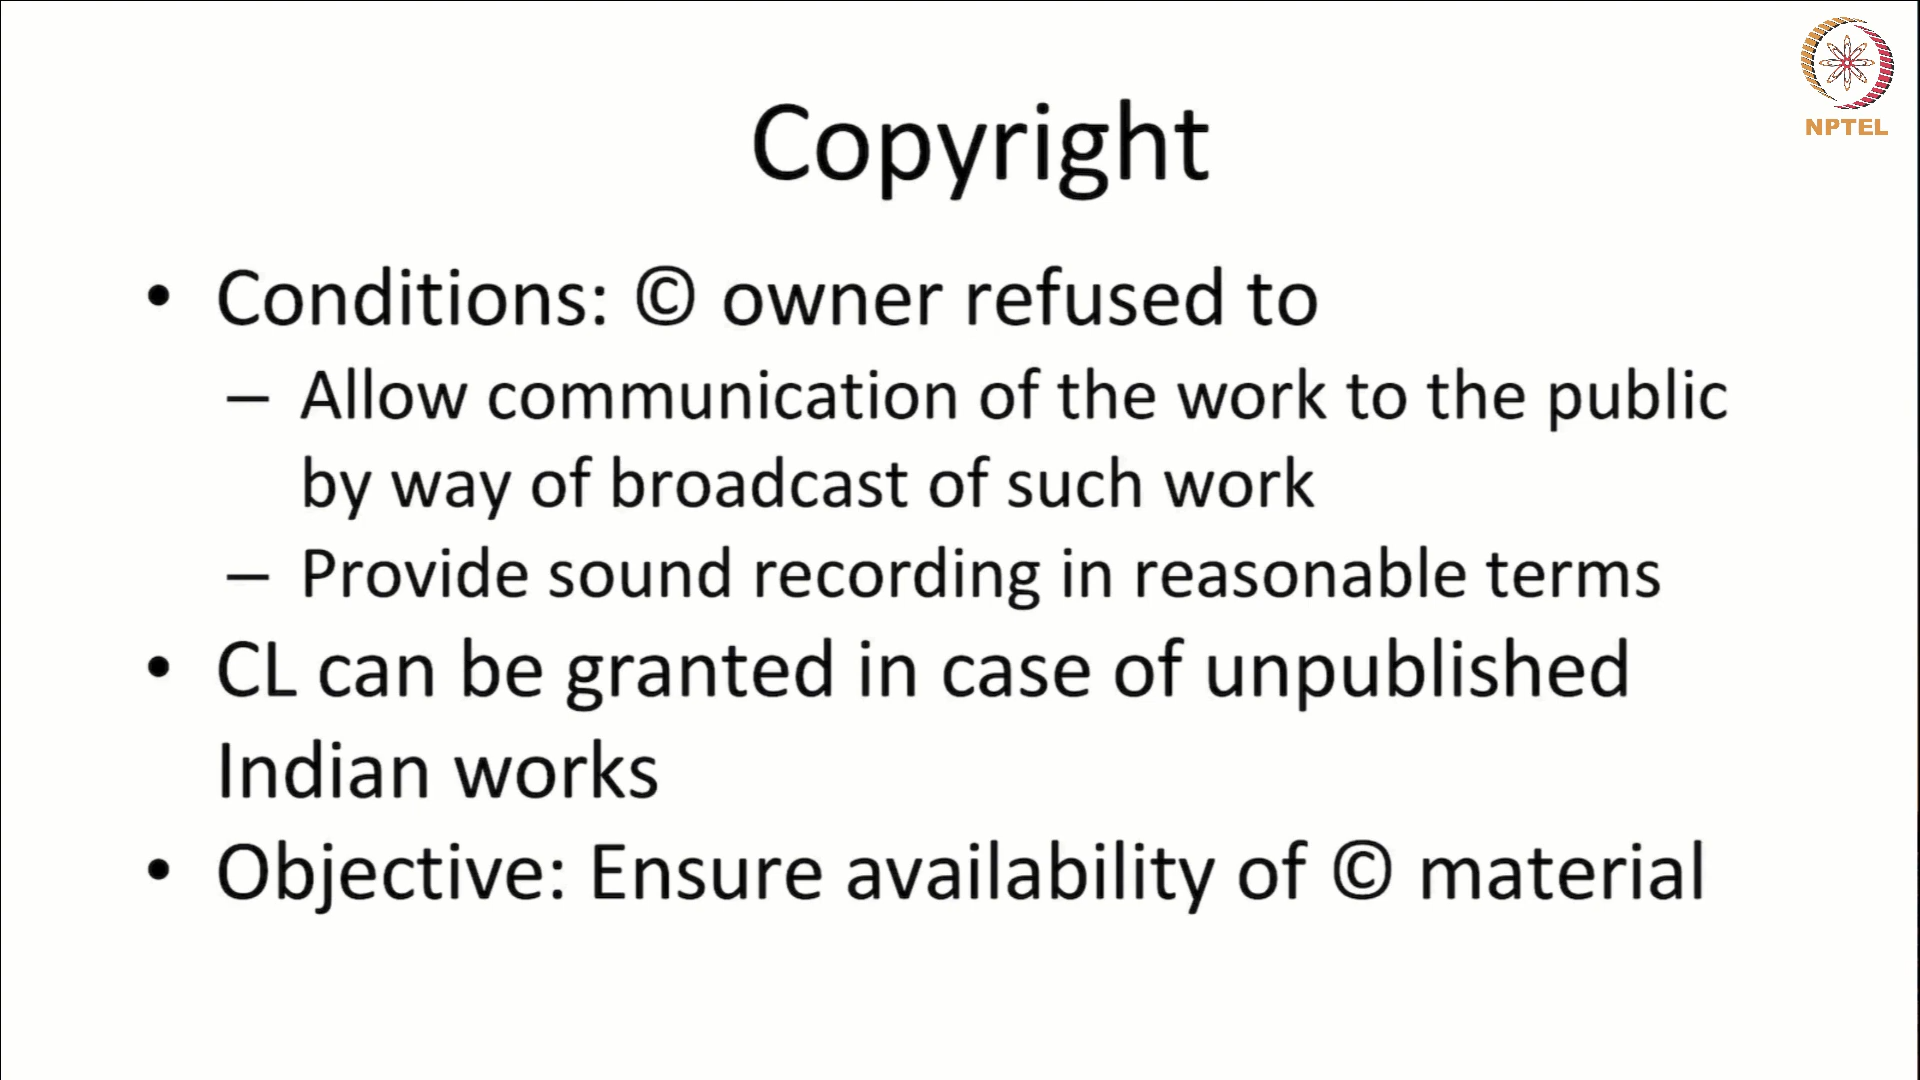 NPTEL
Copyright
• Conditions: © owner refused to
– Allow communication of the work to the public
by way of broadcast of such work
– Provide sound recording in reasonable terms
• CL can be granted in case of unpublished
Indian works
• Objective: Ensure availability of © material